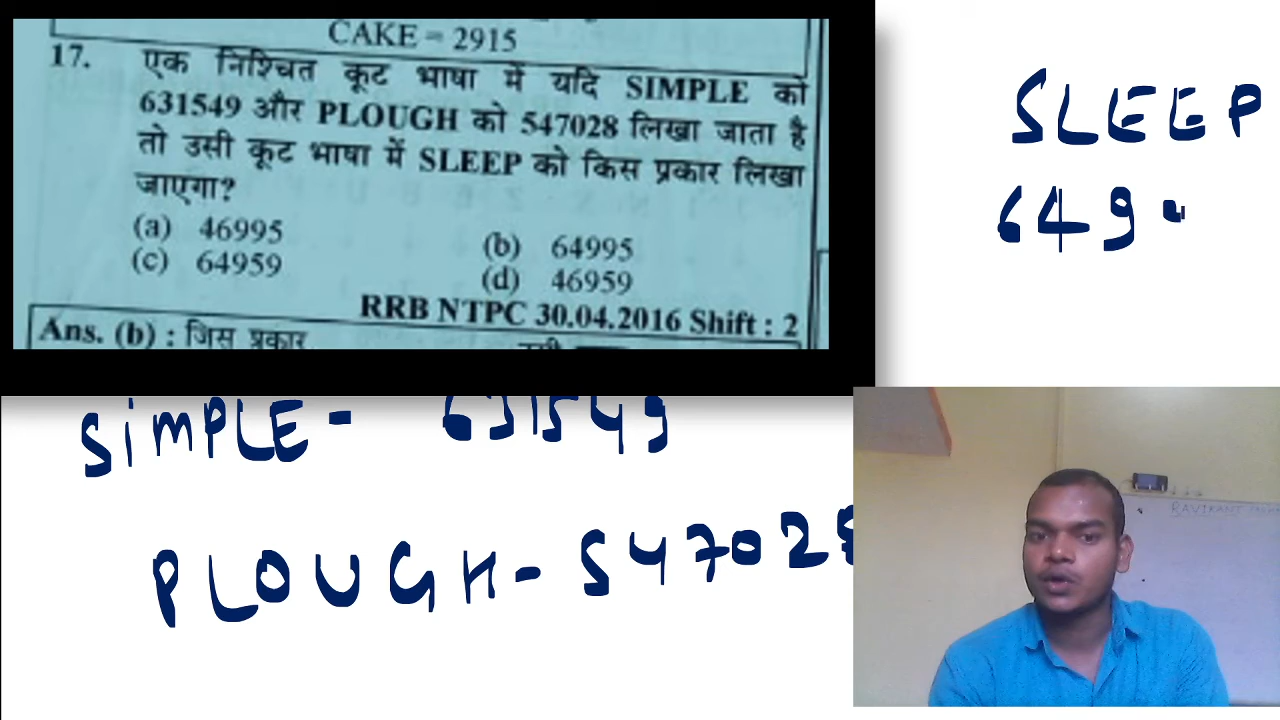 CAKE = 2915
17. एक निश्चित कूट भाषा में यदि SIMPLE को
631549 और PLOUGH को 547028 लिखा जाता है
तो उसी कूट भाषा में SLEEP को किस प्रकार लिखा
जाएगा?
(a) 46995
(b) 64995
(c) 64959
(d) 46959
RRB NTPC 30.04.2016 Shift : 2
Ans. (b) : जिस प्रकार
SLEEP
649
SiMPLE - 631549
PLOUGH - 547028